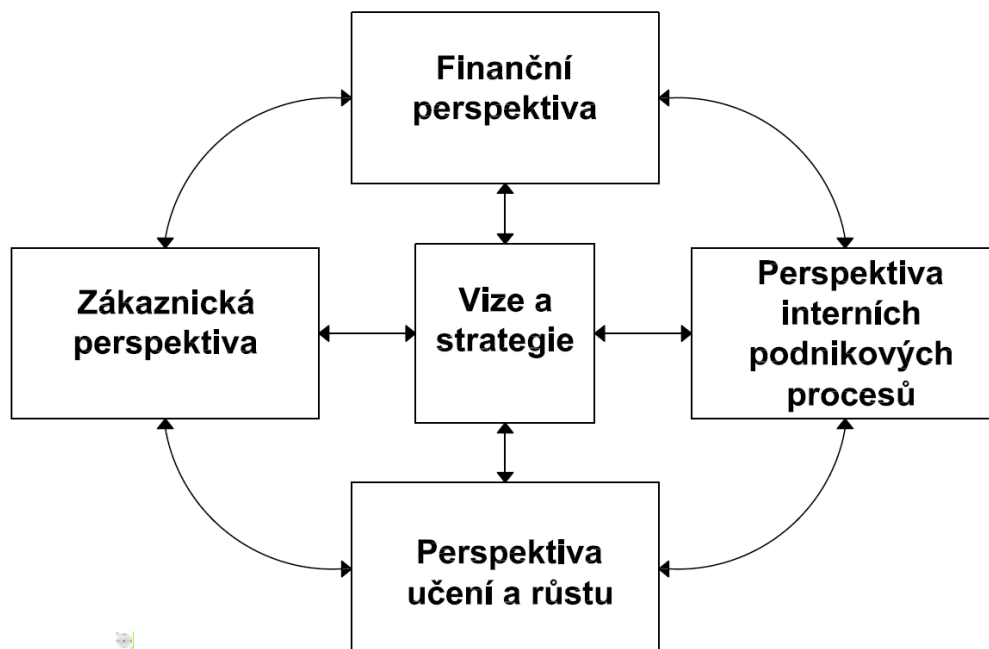 Finanční
perspektiva
Zákaznická
perspektiva
Vize a
strategie
Perspektiva
interních
podnikových
procesů
Perspektiva
učení a růstu